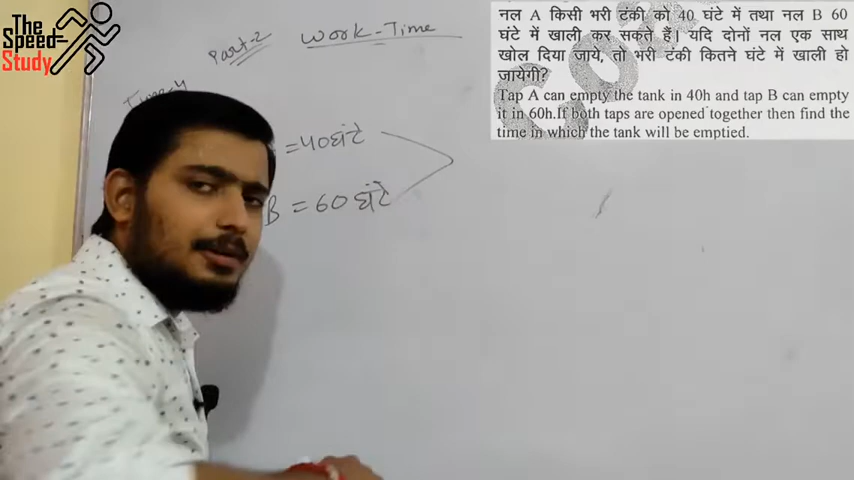 The
Speed
Study
Part-2
Work-Time
= 40 घंटे
B = 60 घंटे
नल A किसी भरी टंकी को 40 घंटे में तथा नल B 60
घंटे में खाली कर सकते हैं। यदि दोनों नल एक साथ
खोल दिया जाये, तो भरी टंकी कितने घंटे में खाली हो
जायेगी?
Tap A can empty the tank in 40h and tap B can empty
it in 60h.If both taps are opened together then find the
time in which the tank will be emptied.